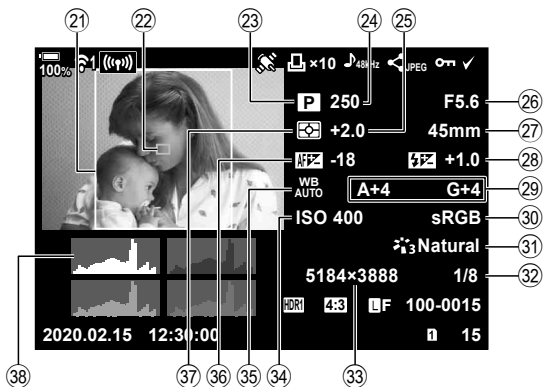 21 22 23 24 25
100% 1 ×10 48kHz JPEG
P 250 F5.6 26
+2.0 45mm 27
AF -18 +1.0 28
WB AUTO A+4 G+4 29
ISO 400 sRGB 30
3 Natural 31
5184×3888 1/8 32
HDR1 4:3 L F 100-0015
2020.02.15 12:30:00 1 15
38 37 36 35 34 33